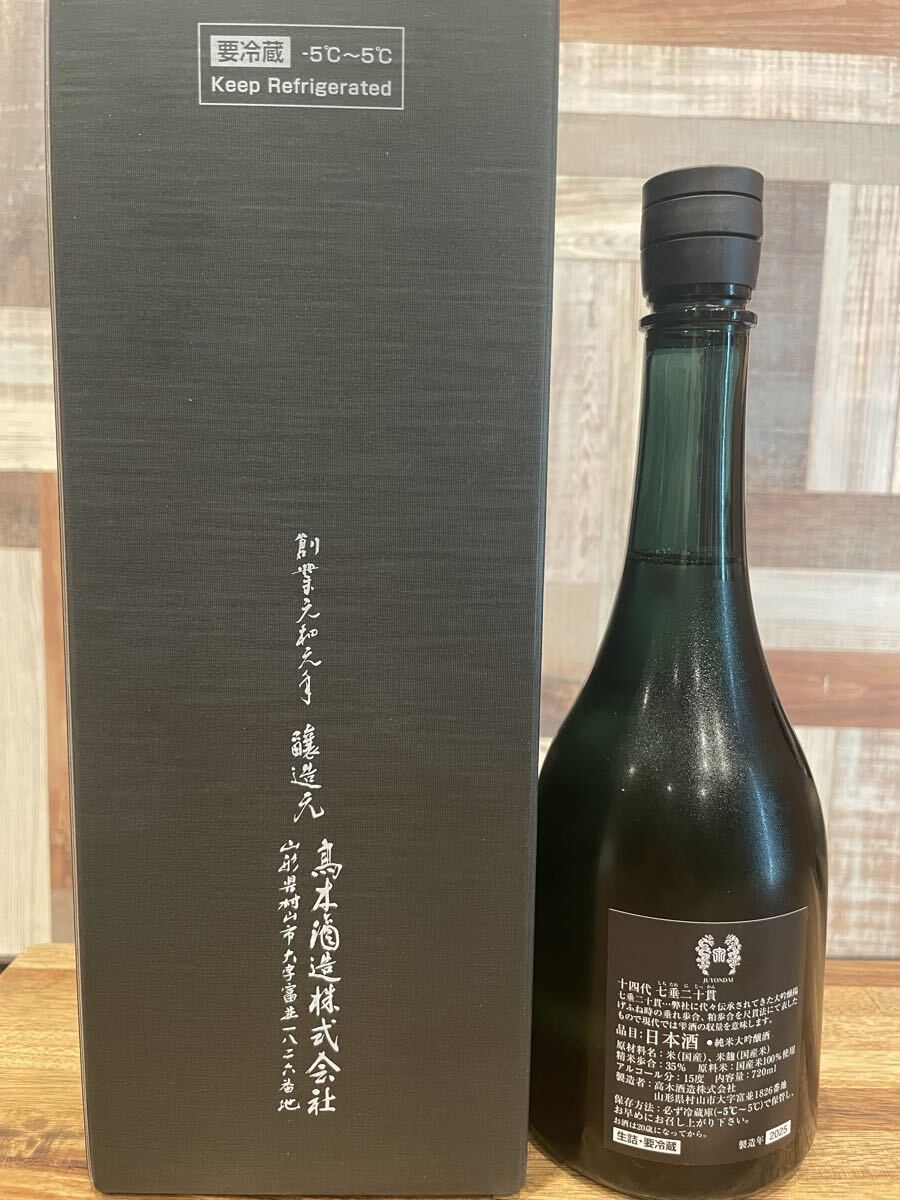 要冷蔵 -5℃～5℃
Keep Refrigerated
創業元和元年 醸造元
高木酒造株式会社
山形県村山市大字富並一八二六番地
JUYONDAI
しち たれ に じっ かん
十四代 七垂二十貫
七垂二十貫…弊社に代々伝承されてきた大吟醸揚
げふね時の垂れ歩合、粕歩合を尺貫法にて表した
もので現代では雫酒の収量を意味します。
品目：日本酒 ●純米大吟醸酒
原材料名：米（国産）、米麹（国産米）
精米歩合：35% 原料米：国産米100%使用
アルコール分：15度 内容量：720ml
製造者：高木酒造株式会社
山形県村山市大字富並1826番地
保存方法：必ず冷蔵庫(−5℃〜5℃)で保管し、
お早めにお召し上がり下さい。
お酒は20歳になってから。
生詰・要冷蔵 製造年 2025